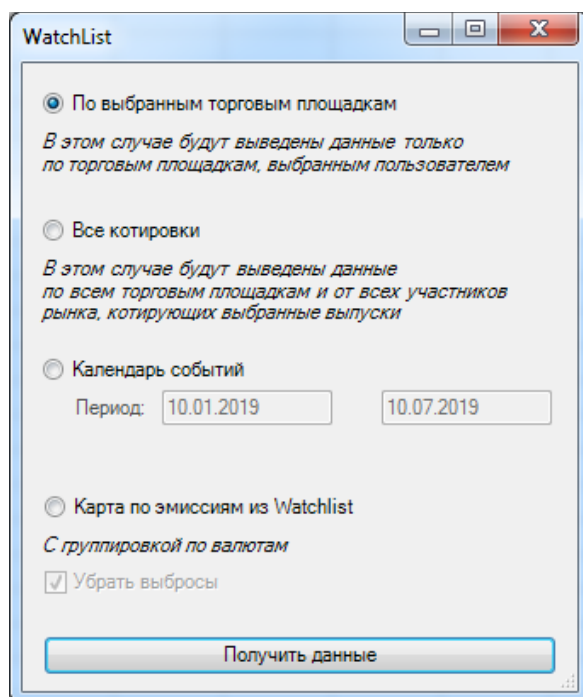 WatchList
По выбранным торговым площадкам
В этом случае будут выведены данные только
по торговым площадкам, выбранным пользователем
Все котировки
В этом случае будут выведены данные
по всем торговым площадкам и от всех участников
рынка, котирующих выбранные выпуски
Календарь событий
Период: 10.01.2019 10.07.2019
Карта по эмиссиям из Watchlist
С группировкой по валютам
Убрать выбросы
Получить данные